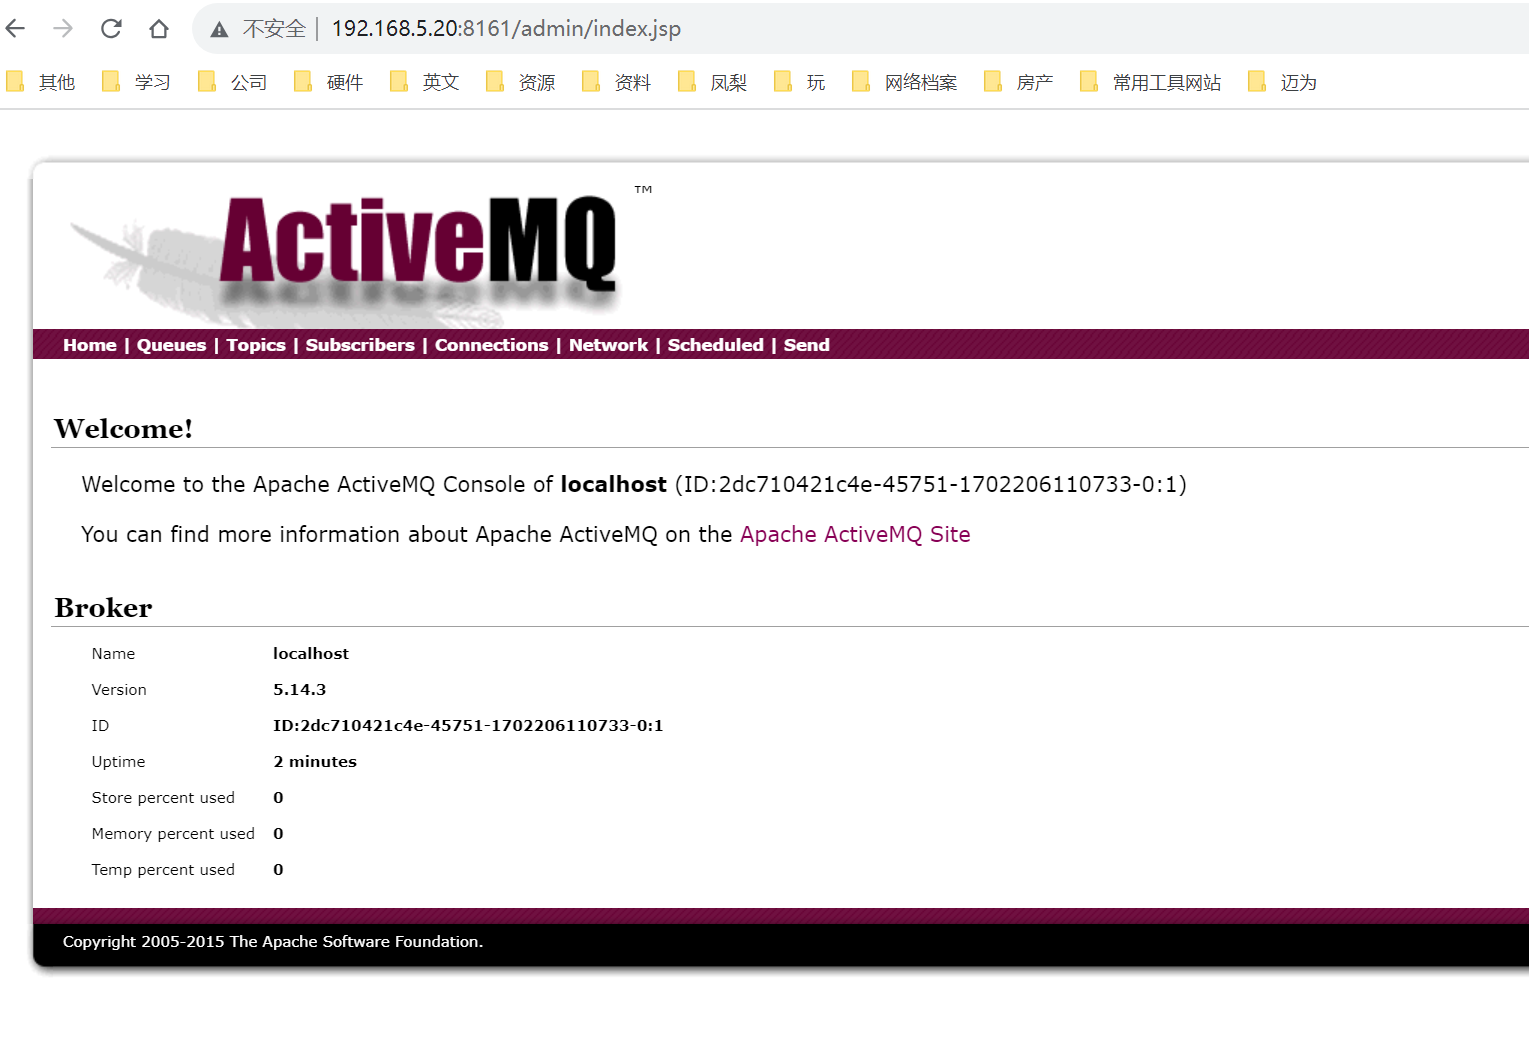 不安全 | 192.168.5.20:8161/admin/index.jsp
其他 学习 公司 硬件 英文 资源 资料 凤梨 玩 网络档案 房产 常用工具网站 迈为
ActiveMQ ™
Home | Queues | Topics | Subscribers | Connections | Network | Scheduled | Send
Welcome!
Welcome to the Apache ActiveMQ Console of localhost (ID:2dc710421c4e-45751-1702206110733-0:1)
You can find more information about Apache ActiveMQ on the Apache ActiveMQ Site
Broker
Name localhost
Version 5.14.3
ID ID:2dc710421c4e-45751-1702206110733-0:1
Uptime 2 minutes
Store percent used 0
Memory percent used 0
Temp percent used 0
Copyright 2005-2015 The Apache Software Foundation.